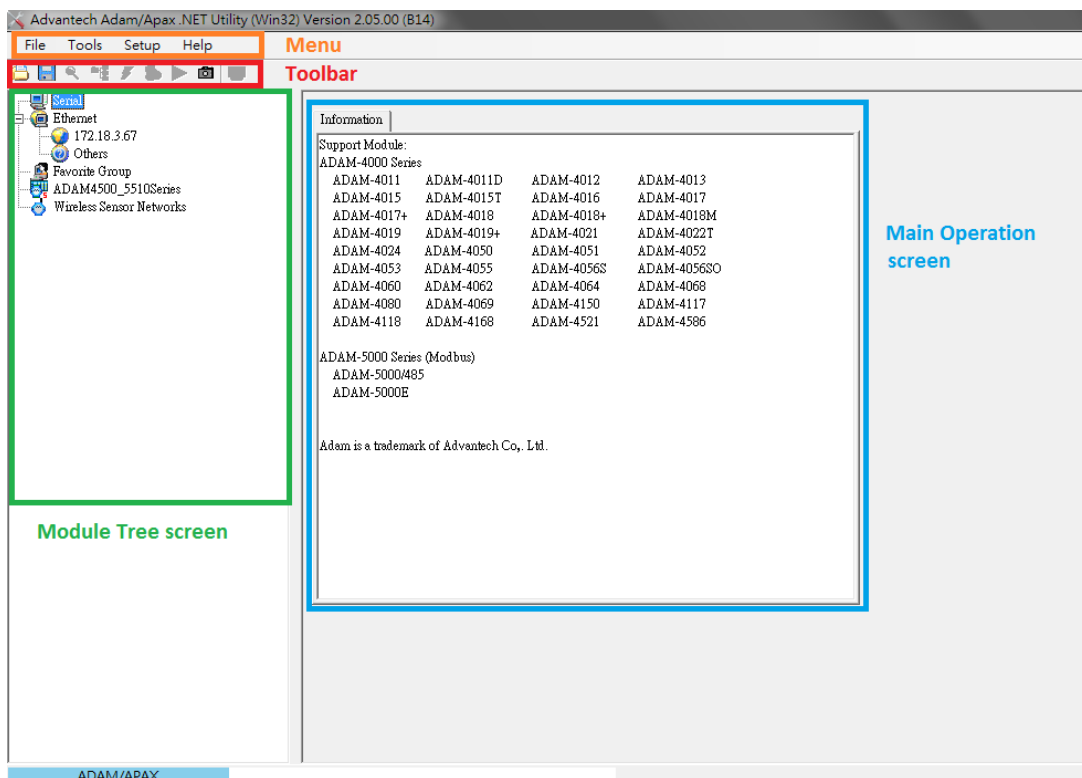 Advantech Adam/Apax .NET Utility (Win32) Version 2.05.00 (B14)
File Tools Setup Help Menu
Toolbar
Serial
Ethernet
172.18.3.67
Others
Favorite Group
ADAM4500_5510Series
Wireless Sensor Networks
Module Tree screen
Information
Support Module:
ADAM-4000 Series
ADAM-4011 ADAM-4011D ADAM-4012 ADAM-4013
ADAM-4015 ADAM-4015T ADAM-4016 ADAM-4017
ADAM-4017+ ADAM-4018 ADAM-4018+ ADAM-4018M
ADAM-4019 ADAM-4019+ ADAM-4021 ADAM-4022T
ADAM-4024 ADAM-4050 ADAM-4051 ADAM-4052
ADAM-4053 ADAM-4055 ADAM-4056S ADAM-4056SO
ADAM-4060 ADAM-4062 ADAM-4064 ADAM-4068
ADAM-4080 ADAM-4069 ADAM-4150 ADAM-4117
ADAM-4118 ADAM-4168 ADAM-4521 ADAM-4586
ADAM-5000 Series (Modbus)
ADAM-5000/485
ADAM-5000E
Adam is a trademark of Advantech Co,. Ltd.
Main Operation
screen
ADAM/APAX